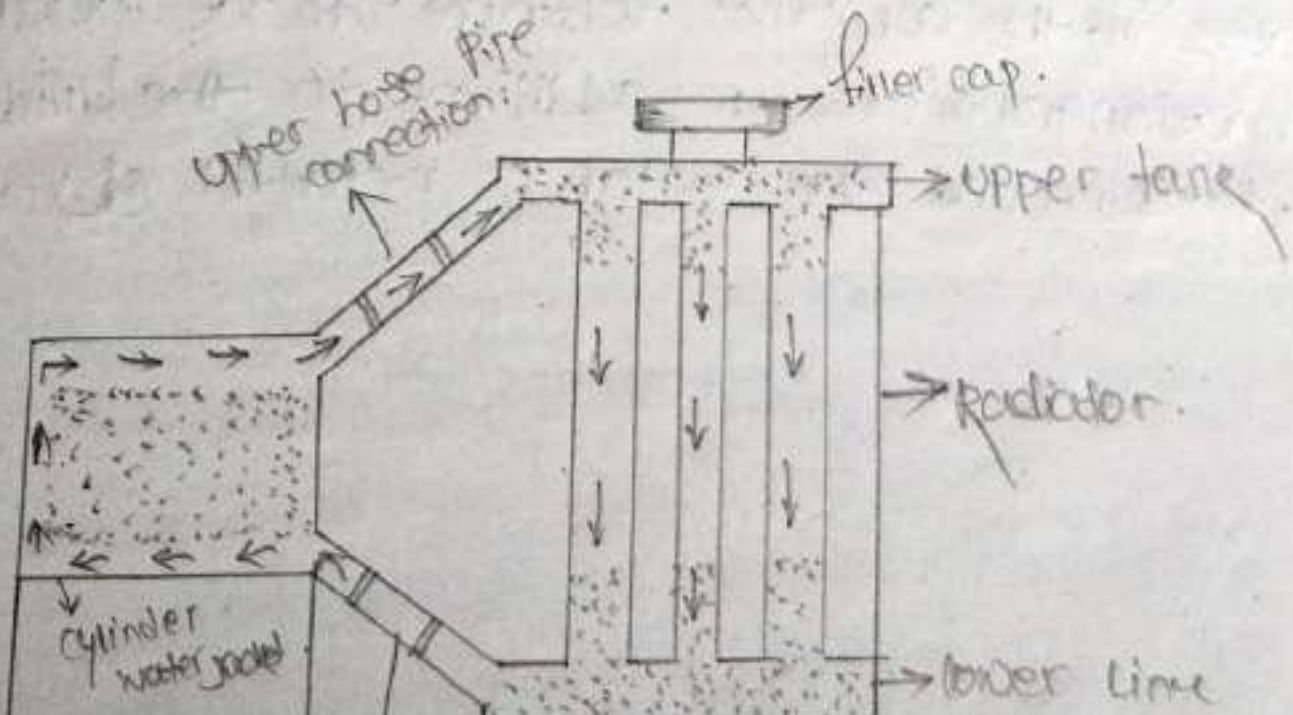 upper hose pipe
connection.
filler cap.
upper tank
Radiator.
cylinder
water jacket
lower line